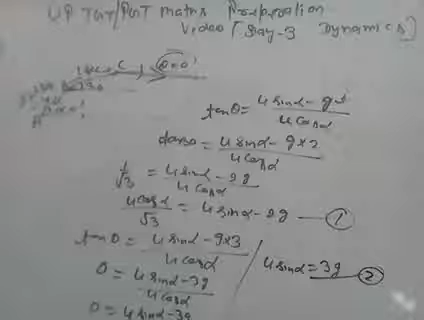 UP TGT/PGT maths Preparation
Video [Day-3 Dynamics]
tanθ = u sinα - gt / u cosα
tan30 = u sinα - g×2 / u cosα
1/√3 = u sinα - 2g / u cosα
u cosα / √3 = u sinα - 2g — ①
tan0 = u sinα - g×3 / u cosα
0 = u sinα - 3g / u cosα
u sinα = 3g ②
0 = u sinα - 3g